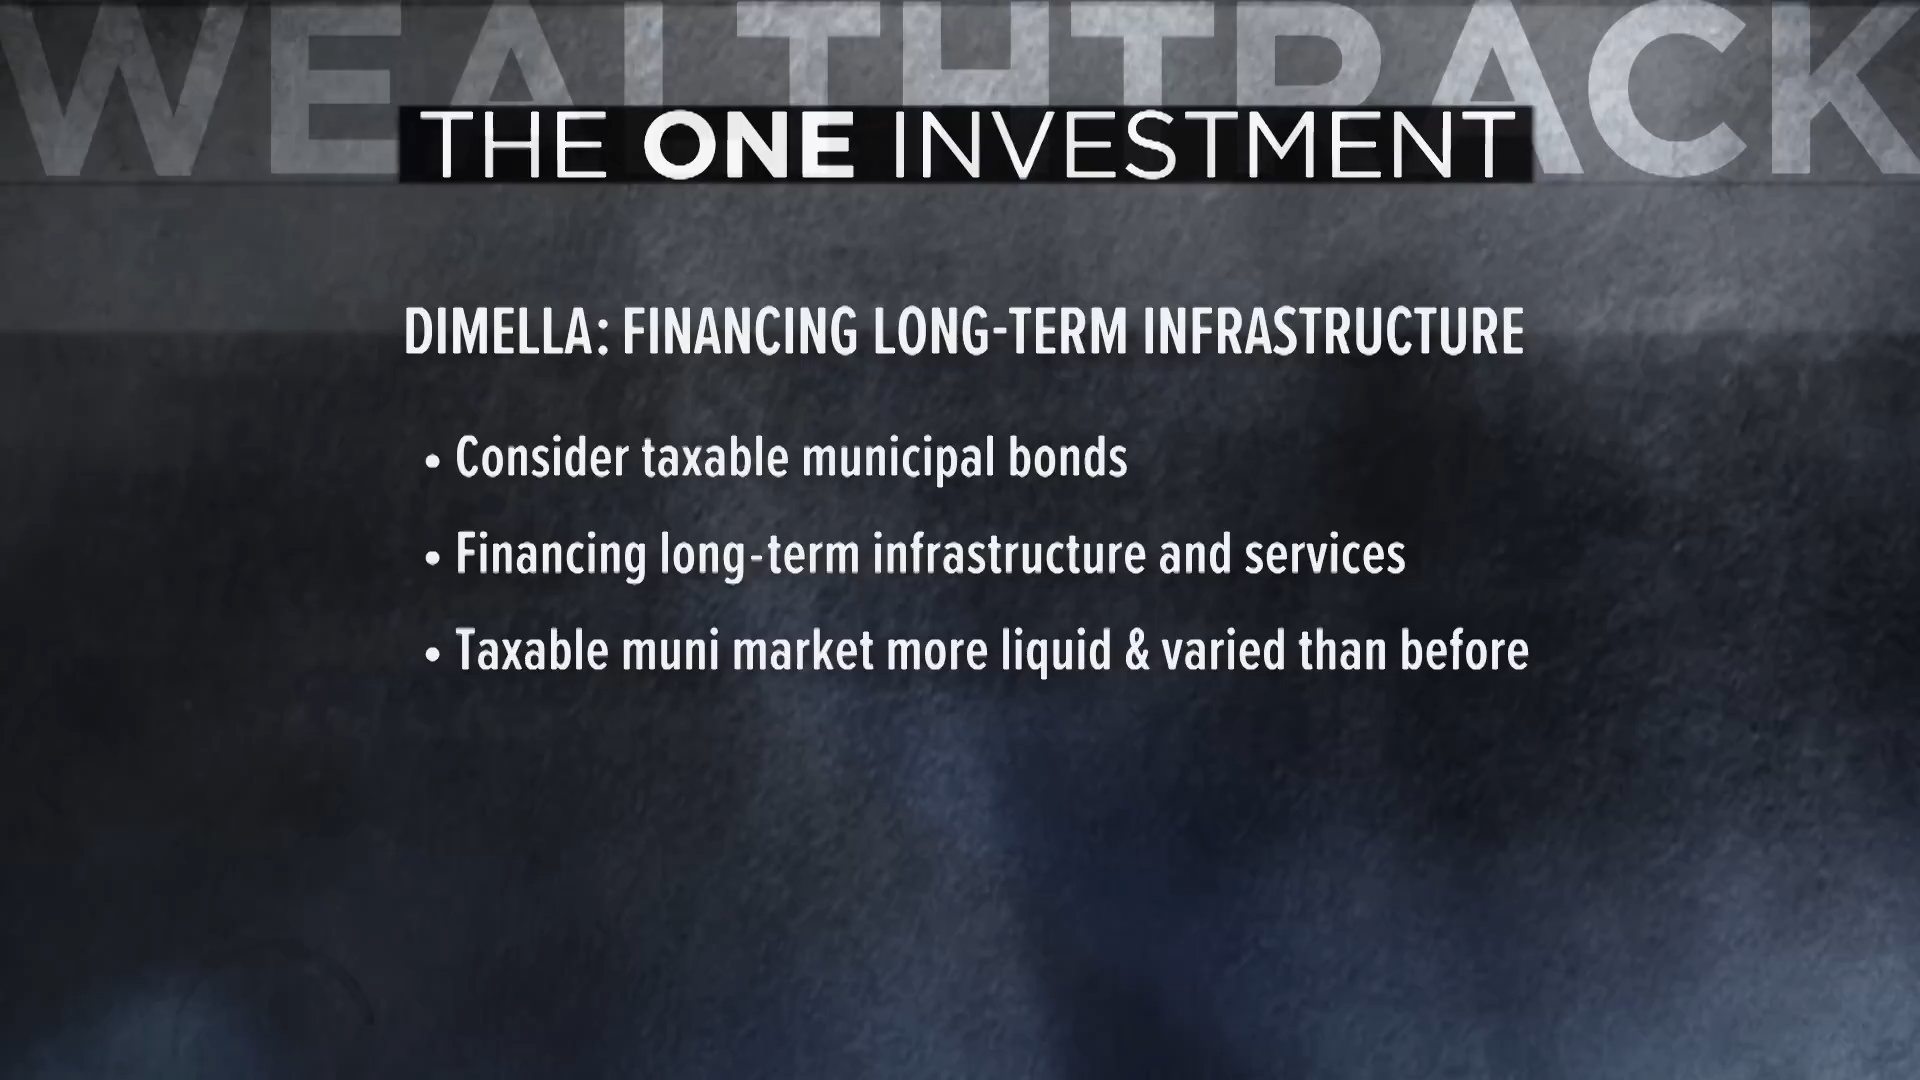 WEALTHTRACK
THE ONE INVESTMENT
DIMELLA: FINANCING LONG-TERM INFRASTRUCTURE
• Consider taxable municipal bonds
• Financing long-term infrastructure and services
• Taxable muni market more liquid & varied than before